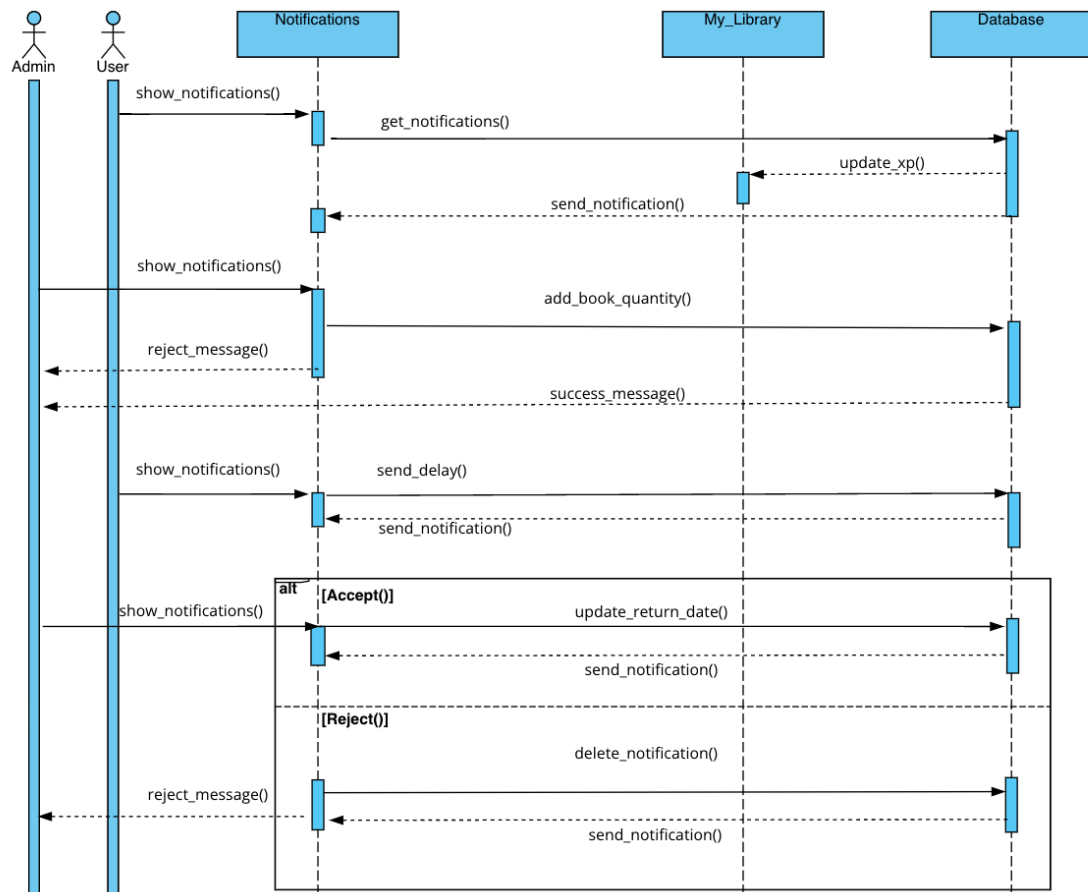 Notifications
My_Library
Database
Admin
User
show_notifications()
get_notifications()
update_xp()
send_notification()
show_notifications()
add_book_quantity()
reject_message()
success_message()
show_notifications()
send_delay()
send_notification()
alt
[Accept()]
show_notifications()
update_return_date()
send_notification()
[Reject()]
delete_notification()
reject_message()
send_notification()